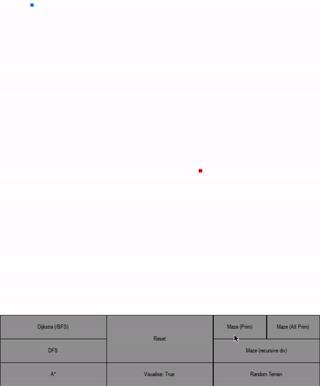 Dijkstra (/BFS)
Maze (Prim)
Maze (Alt Prim)
Reset
DFS
Maze (recursive div)
A*
Visualise: True
Random Terrain